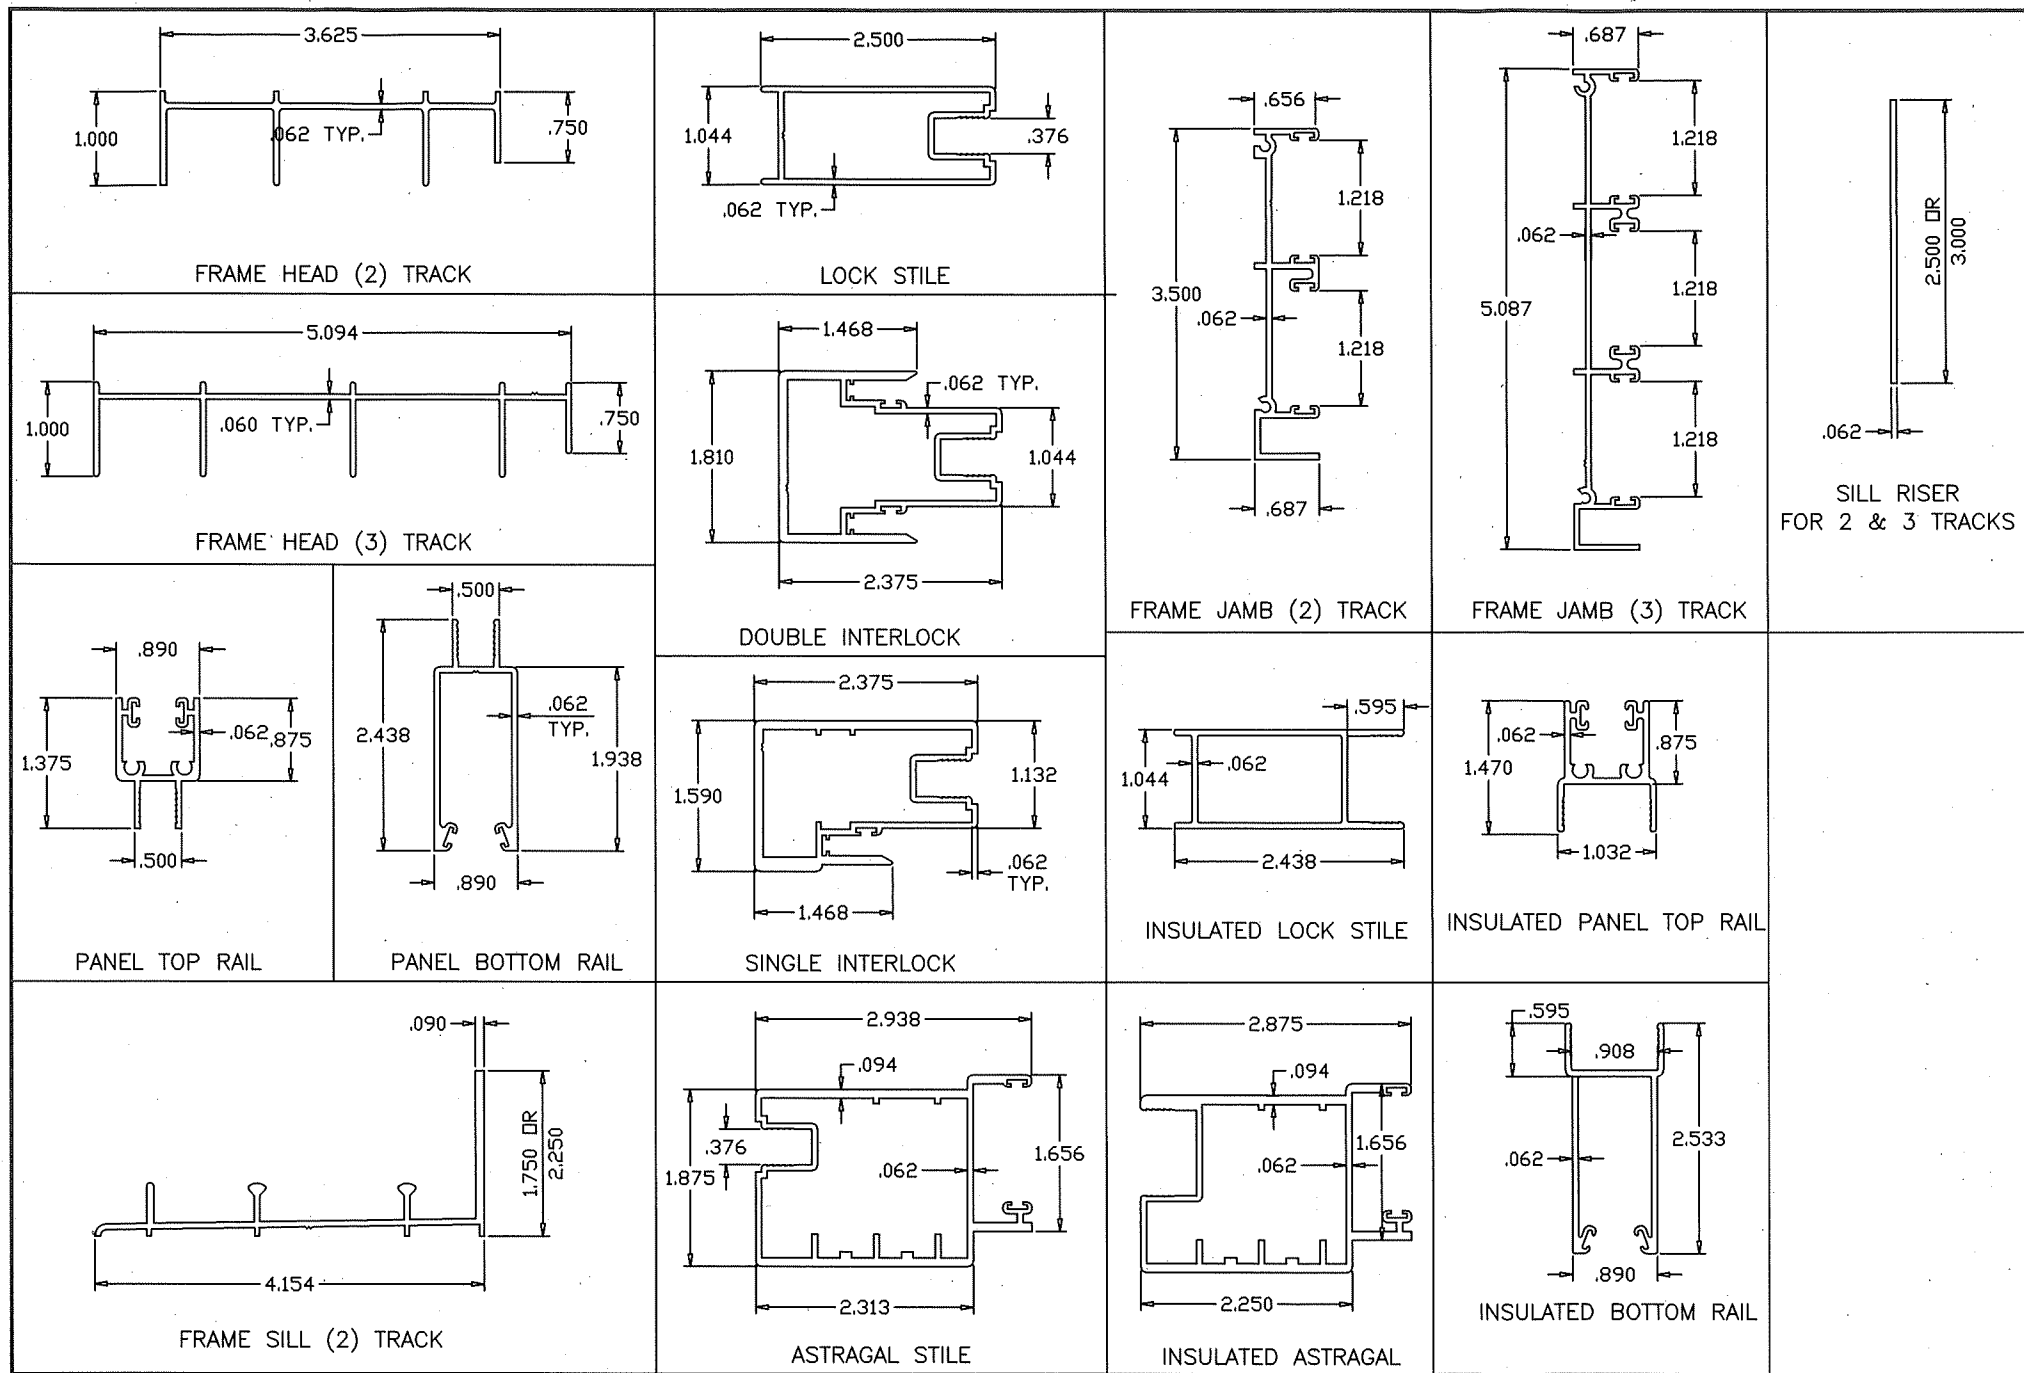 3.625
1.000
.062 TYP.
.750
FRAME HEAD (2) TRACK
2.500
1.044
.376
.062 TYP.
LOCK STILE
.656
3.500
1.218
.062
1.218
.687
FRAME JAMB (2) TRACK
.687
1.218
.062
5.087
1.218
1.218
FRAME JAMB (3) TRACK
2.500 OR
3.000
.062
SILL RISER
FOR 2 & 3 TRACKS
5.094
1.000
.060 TYP.
.750
FRAME HEAD (3) TRACK
1.468
.062 TYP.
1.810
1.044
2.375
DOUBLE INTERLOCK
.890
1.375
.062
.875
.500
PANEL TOP RAIL
.500
2.438
.062
TYP.
1.938
.890
PANEL BOTTOM RAIL
2.375
1.590
1.132
.062
TYP.
1.468
SINGLE INTERLOCK
.595
1.044
.062
2.438
INSULATED LOCK STILE
.062
1.470
.875
1.032
INSULATED PANEL TOP RAIL
.090
1.750 OR
2.250
4.154
FRAME SILL (2) TRACK
2.938
.094
.376
1.875
.062
1.656
2.313
ASTRAGAL STILE
2.875
.094
1.656
.062
2.250
INSULATED ASTRAGAL
.595
.908
.062
2.533
.890
INSULATED BOTTOM RAIL